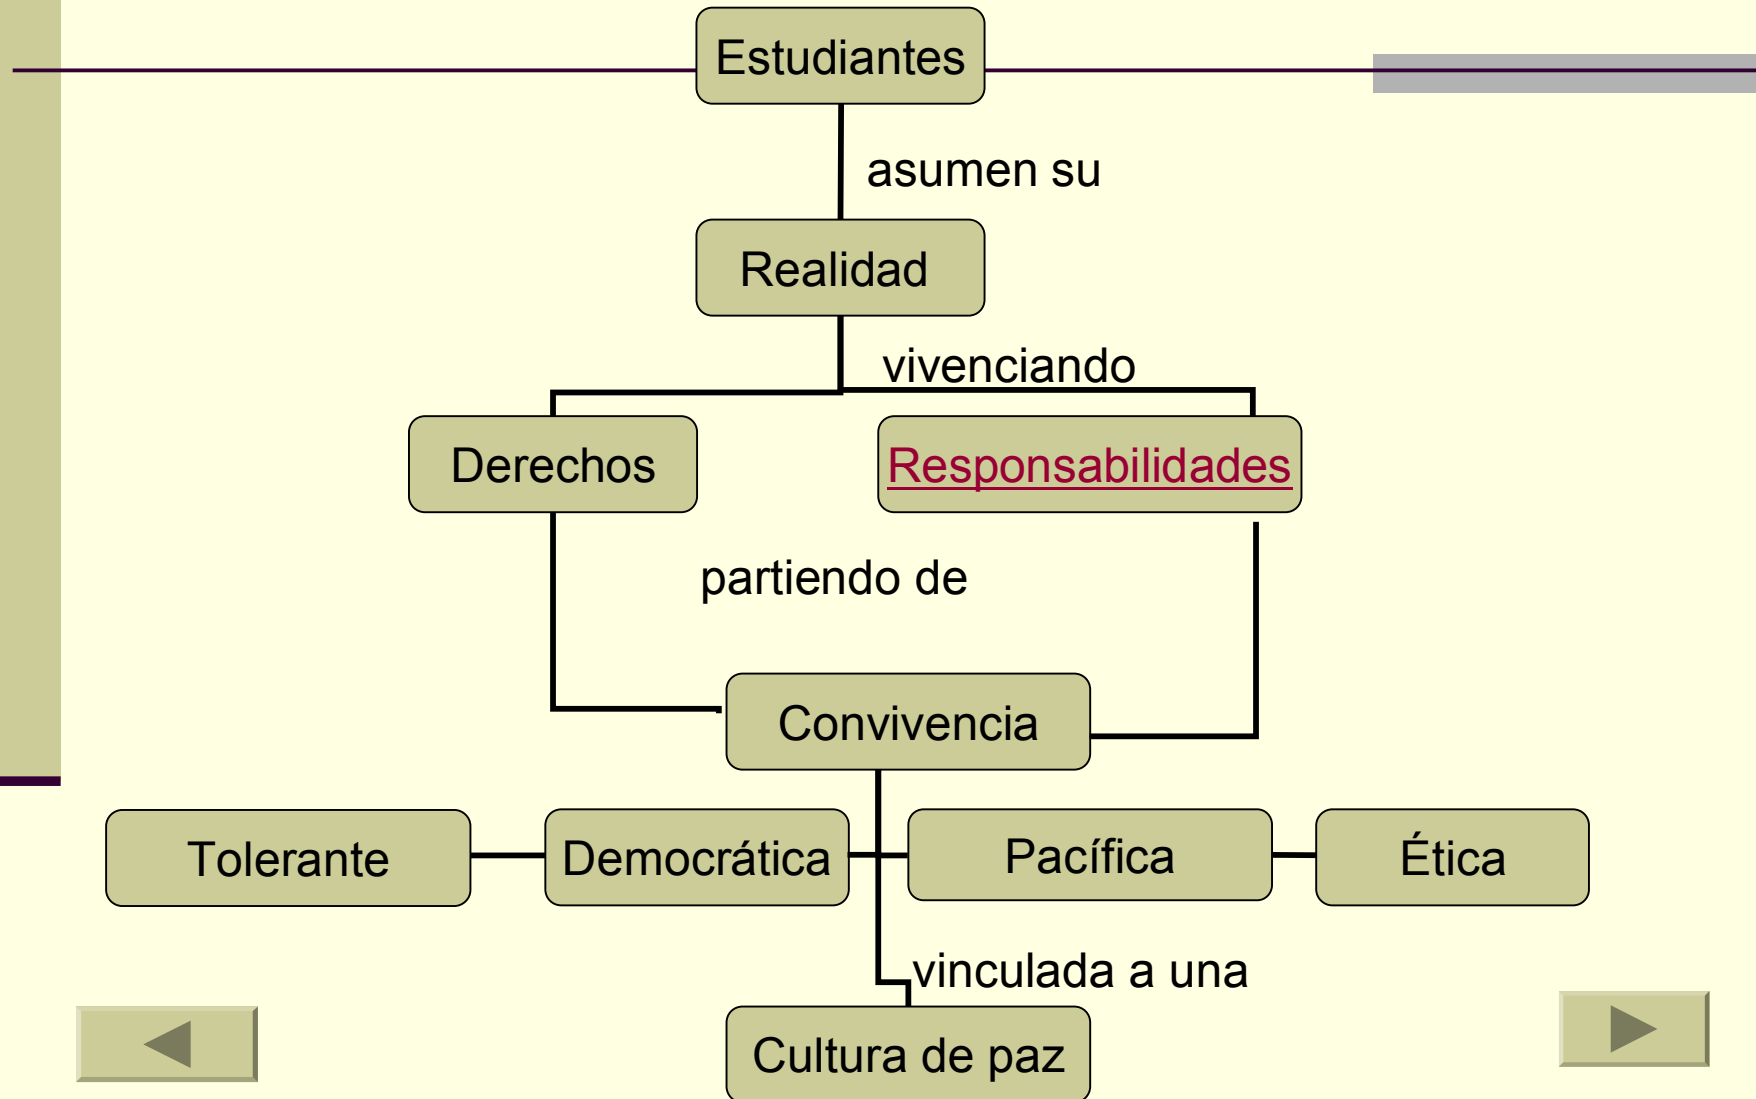 Estudiantes
asumen su
Realidad
vivenciando
Derechos
Responsabilidades
partiendo de
Convivencia
Tolerante
Democrática
Pacífica
Ética
vinculada a una
Cultura de paz